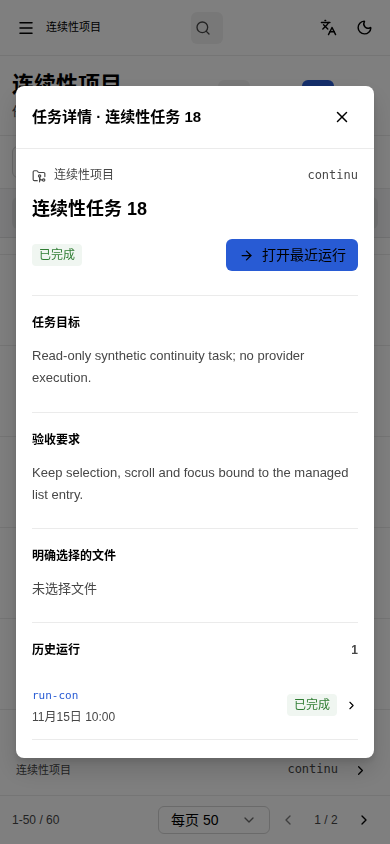 连续性项目
连续性项目
任务详情 · 连续性任务 18
连续性项目 continu
连续性任务 18
已完成 打开最近运行
任务目标
Read-only synthetic continuity task; no provider
execution.
验收要求
Keep selection, scroll and focus bound to the managed
list entry.
明确选择的文件
未选择文件
历史运行 1
run-con
11月15日 10:00
已完成
连续性项目 continu
1-50 / 60 每页 50 1 / 2